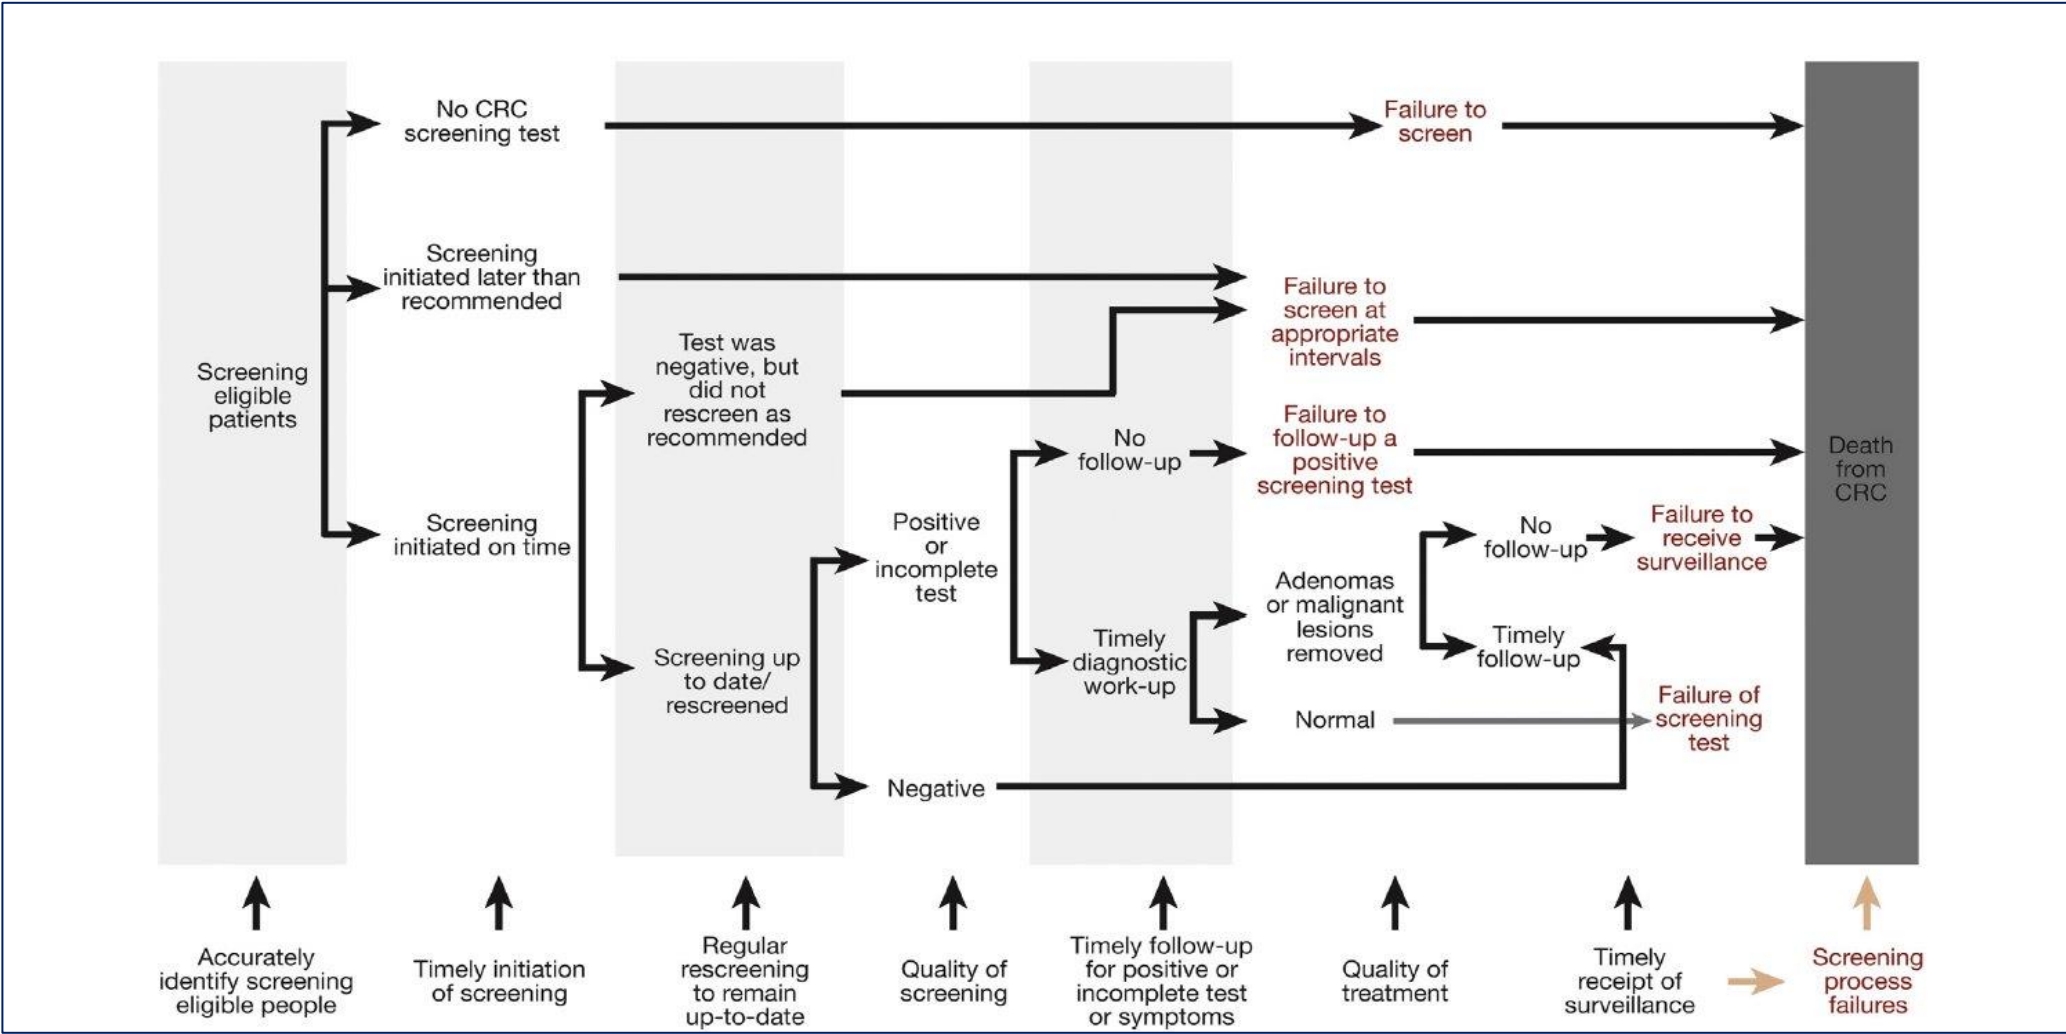 No CRC
screening test
Failure to
screen
Screening
initiated later than
recommended
Failure to
screen at
appropriate
intervals
Test was
negative, but
did not
rescreen as
recommended
Screening
eligible
patients
Failure to
follow-up a
positive
screening test
No
follow-up
Death
from
CRC
Screening
initiated on time
Positive
or
incomplete
test
No
follow-up
Failure to
receive
surveillance
Adenomas
or malignant
lesions
removed
Timely
diagnostic
work-up
Timely
follow-up
Screening up
to date/
rescreened
Normal
Failure of
screening
test
Negative
Accurately
identify screening
eligible people
Timely initiation
of screening
Regular
rescreening
to remain
up-to-date
Quality of
screening
Timely follow-up
for positive or
incomplete test
or symptoms
Quality of
treatment
Timely
receipt of
surveillance
Screening
process
failures